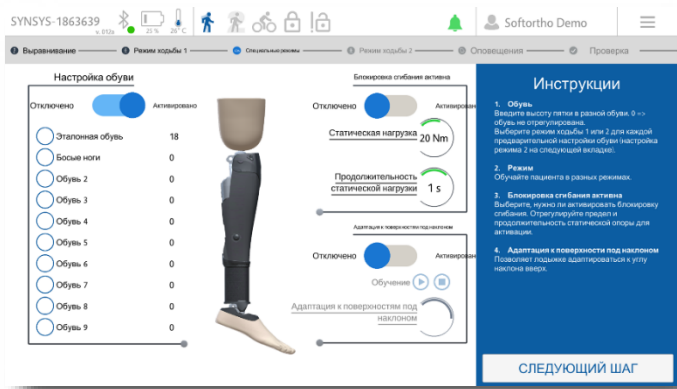 SYNSYS-1863639
v.012a
25 %
26° C
Softortho Demo
Выравнивание
Режим ходьбы 1
Специальные режимы
Режим ходьбы 2
Оповещения
Проверка
Настройка обуви
Отключено
Активировано
Эталонная обувь 18
Босые ноги 0
Обувь 2 0
Обувь 3 0
Обувь 4 0
Обувь 5 0
Обувь 6 0
Обувь 7 0
Обувь 8 0
Обувь 9 0
Блокировка сгибания активна
Отключено
Активирован
Статическая нагрузка
20 Nm
Продолжительность
статической нагрузки
1 s
Адаптация к поверхностям под наклоном
Отключено
Активирован
Обучение
Адаптация к поверхностям под
наклоном
Инструкции
1. Обувь
Введите высоту пятки в разной обуви. 0 =>
обувь не отрегулирована.
Выберите режим ходьбы 1 или 2 для каждой
предварительной настройки обуви (настройка
режима 2 на следующей вкладке).
2. Режим
Обучайте пациента в разных режимах.
3. Блокировка сгибания активна
Выберите, нужно ли активировать блокировку
сгибания. Отрегулируйте предел и
продолжительность статической опоры для
активации.
4. Адаптация к поверхности под наклоном
Позволяет лодыжке адаптироваться к углу
наклона вверх.
СЛЕДУЮЩИЙ ШАГ